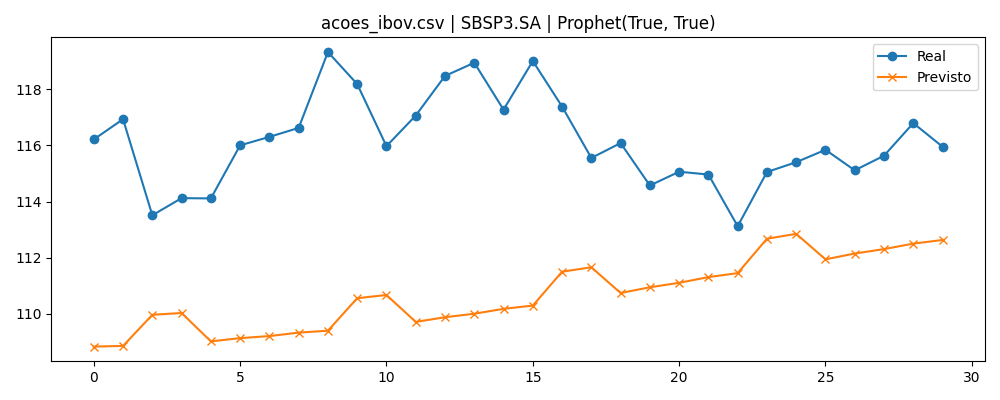 acoes_ibov.csv | SBSP3.SA | Prophet(True, True)
Real
Previsto
118
116
114
112
110
0 5 10 15 20 25 30